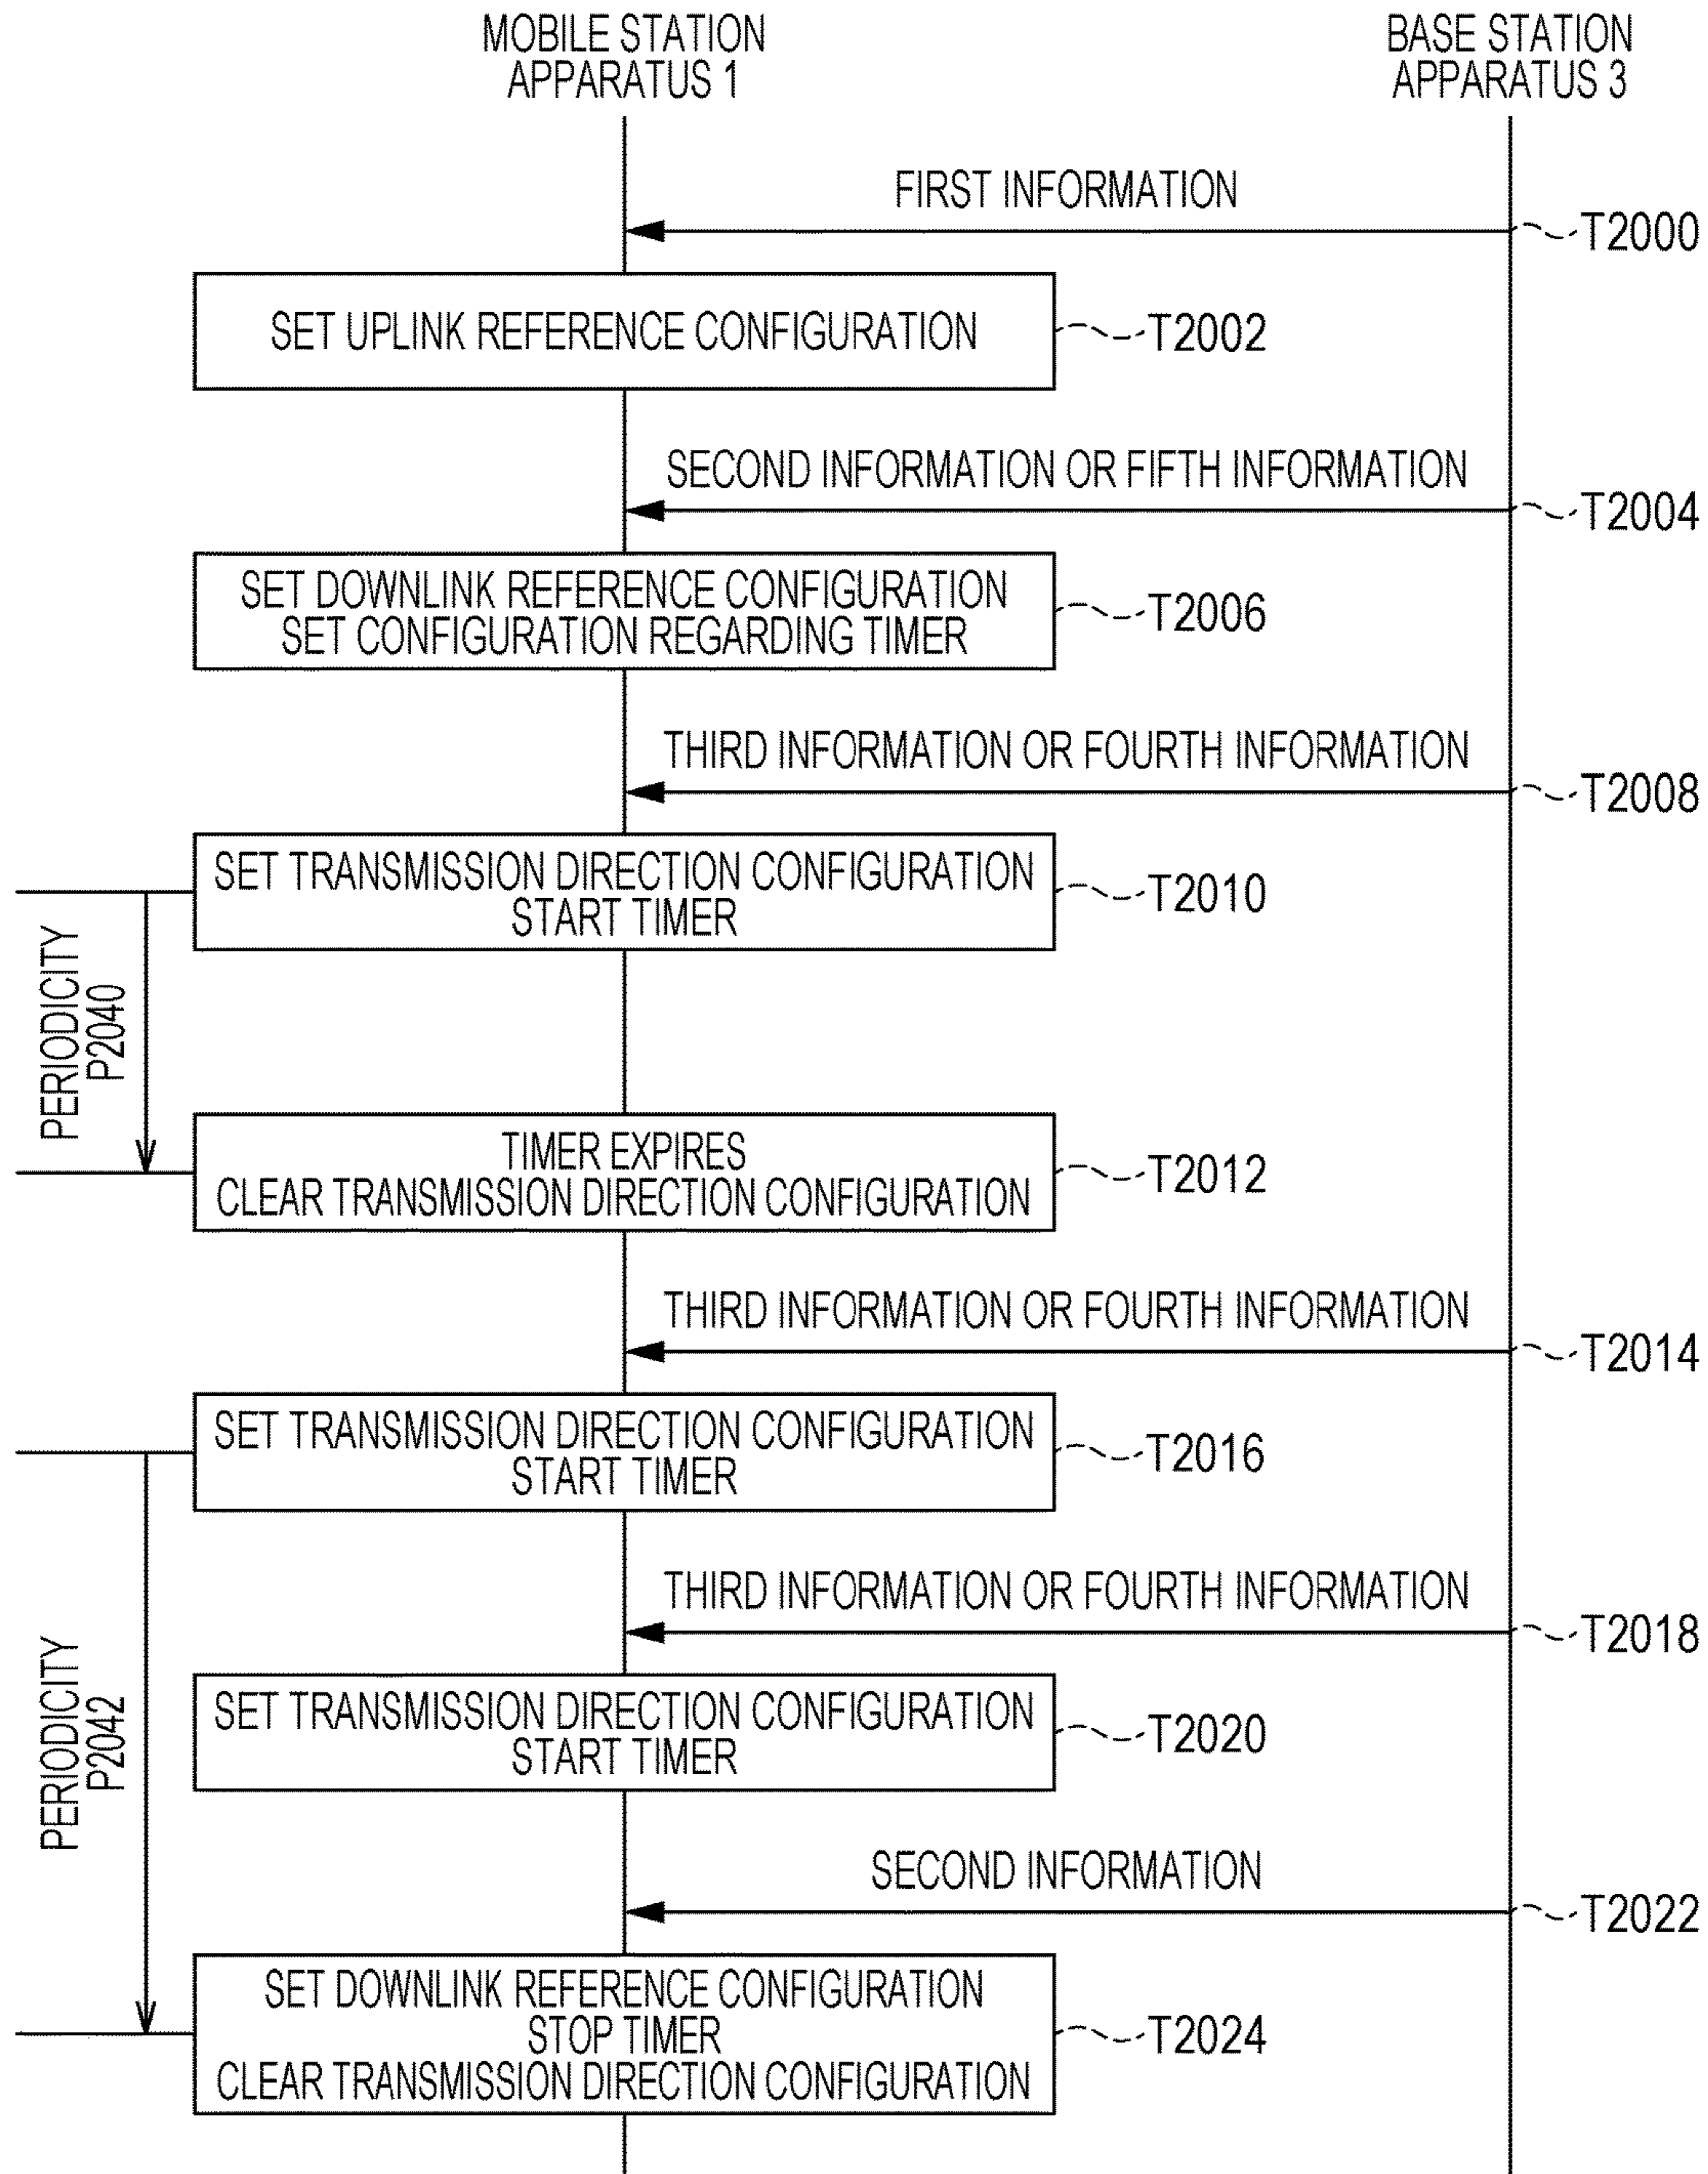 MOBILE STATION
APPARATUS 1
BASE STATION
APPARATUS 3
FIRST INFORMATION
T2000
SET UPLINK REFERENCE CONFIGURATION
T2002
SECOND INFORMATION OR FIFTH INFORMATION
T2004
SET DOWNLINK REFERENCE CONFIGURATION
SET CONFIGURATION REGARDING TIMER
T2006
THIRD INFORMATION OR FOURTH INFORMATION
T2008
SET TRANSMISSION DIRECTION CONFIGURATION
START TIMER
T2010
PERIODICITY
P2040
TIMER EXPIRES
CLEAR TRANSMISSION DIRECTION CONFIGURATION
T2012
THIRD INFORMATION OR FOURTH INFORMATION
T2014
SET TRANSMISSION DIRECTION CONFIGURATION
START TIMER
T2016
THIRD INFORMATION OR FOURTH INFORMATION
T2018
PERIODICITY
P2042
SET TRANSMISSION DIRECTION CONFIGURATION
START TIMER
T2020
SECOND INFORMATION
T2022
SET DOWNLINK REFERENCE CONFIGURATION
STOP TIMER
CLEAR TRANSMISSION DIRECTION CONFIGURATION
T2024